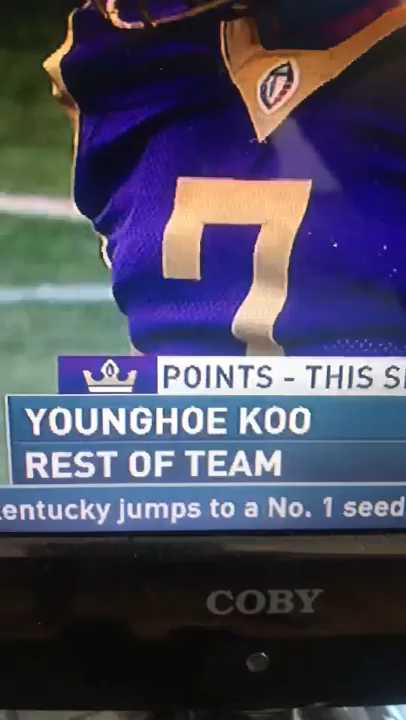 7
POINTS - THIS S
YOUNGHOE KOO
REST OF TEAM
entucky jumps to a No. 1 seed
COBY